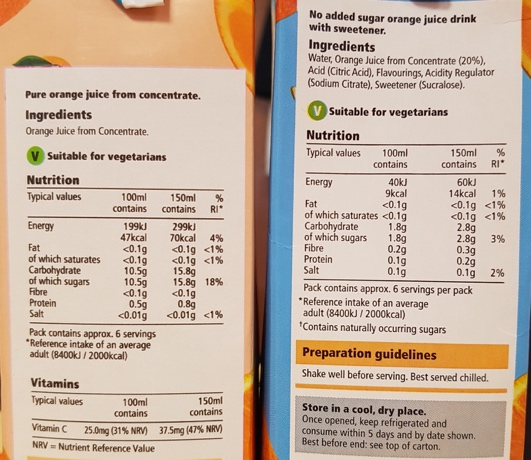 Pure orange juice from concentrate.
Ingredients
Orange Juice from Concentrate.
V Suitable for vegetarians
Nutrition
Typical values 100ml contains 150ml contains % RI*
Energy 199kJ 299kJ
47kcal 70kcal 4%
Fat <0.1g <0.1g <1%
of which saturates <0.1g <0.1g <1%
Carbohydrate 10.5g 15.8g
of which sugars 10.5g 15.8g 18%
Fibre <0.1g <0.1g
Protein 0.5g 0.8g
Salt <0.01g <0.01g <1%
Pack contains approx. 6 servings
*Reference intake of an average
adult (8400kJ / 2000kcal)
Vitamins
Typical values 100ml contains 150ml contains
Vitamin C 25.0mg (31% NRV) 37.5mg (47% NRV)
NRV = Nutrient Reference Value
No added sugar orange juice drink
with sweetener.
Ingredients
Water, Orange Juice from Concentrate (20%),
Acid (Citric Acid), Flavourings, Acidity Regulator
(Sodium Citrate), Sweetener (Sucralose).
V Suitable for vegetarians
Nutrition
Typical values 100ml contains 150ml contains % RI*
Energy 40kJ 60kJ
9kcal 14kcal 1%
Fat <0.1g <0.1g <1%
of which saturates <0.1g <0.1g <1%
Carbohydrate 1.8g 2.8g
of which sugars 1.8g 2.8g 3%
Fibre 0.2g 0.3g
Protein 0.1g 0.2g
Salt 0.1g 0.1g 2%
Pack contains approx. 6 servings per pack
*Reference intake of an average
adult (8400kJ / 2000kcal)
†Contains naturally occurring sugars
Preparation guidelines
Shake well before serving. Best served chilled.
Store in a cool, dry place.
Once opened, keep refrigerated and
consume within 5 days and by date shown.
Best before end: see top of carton.